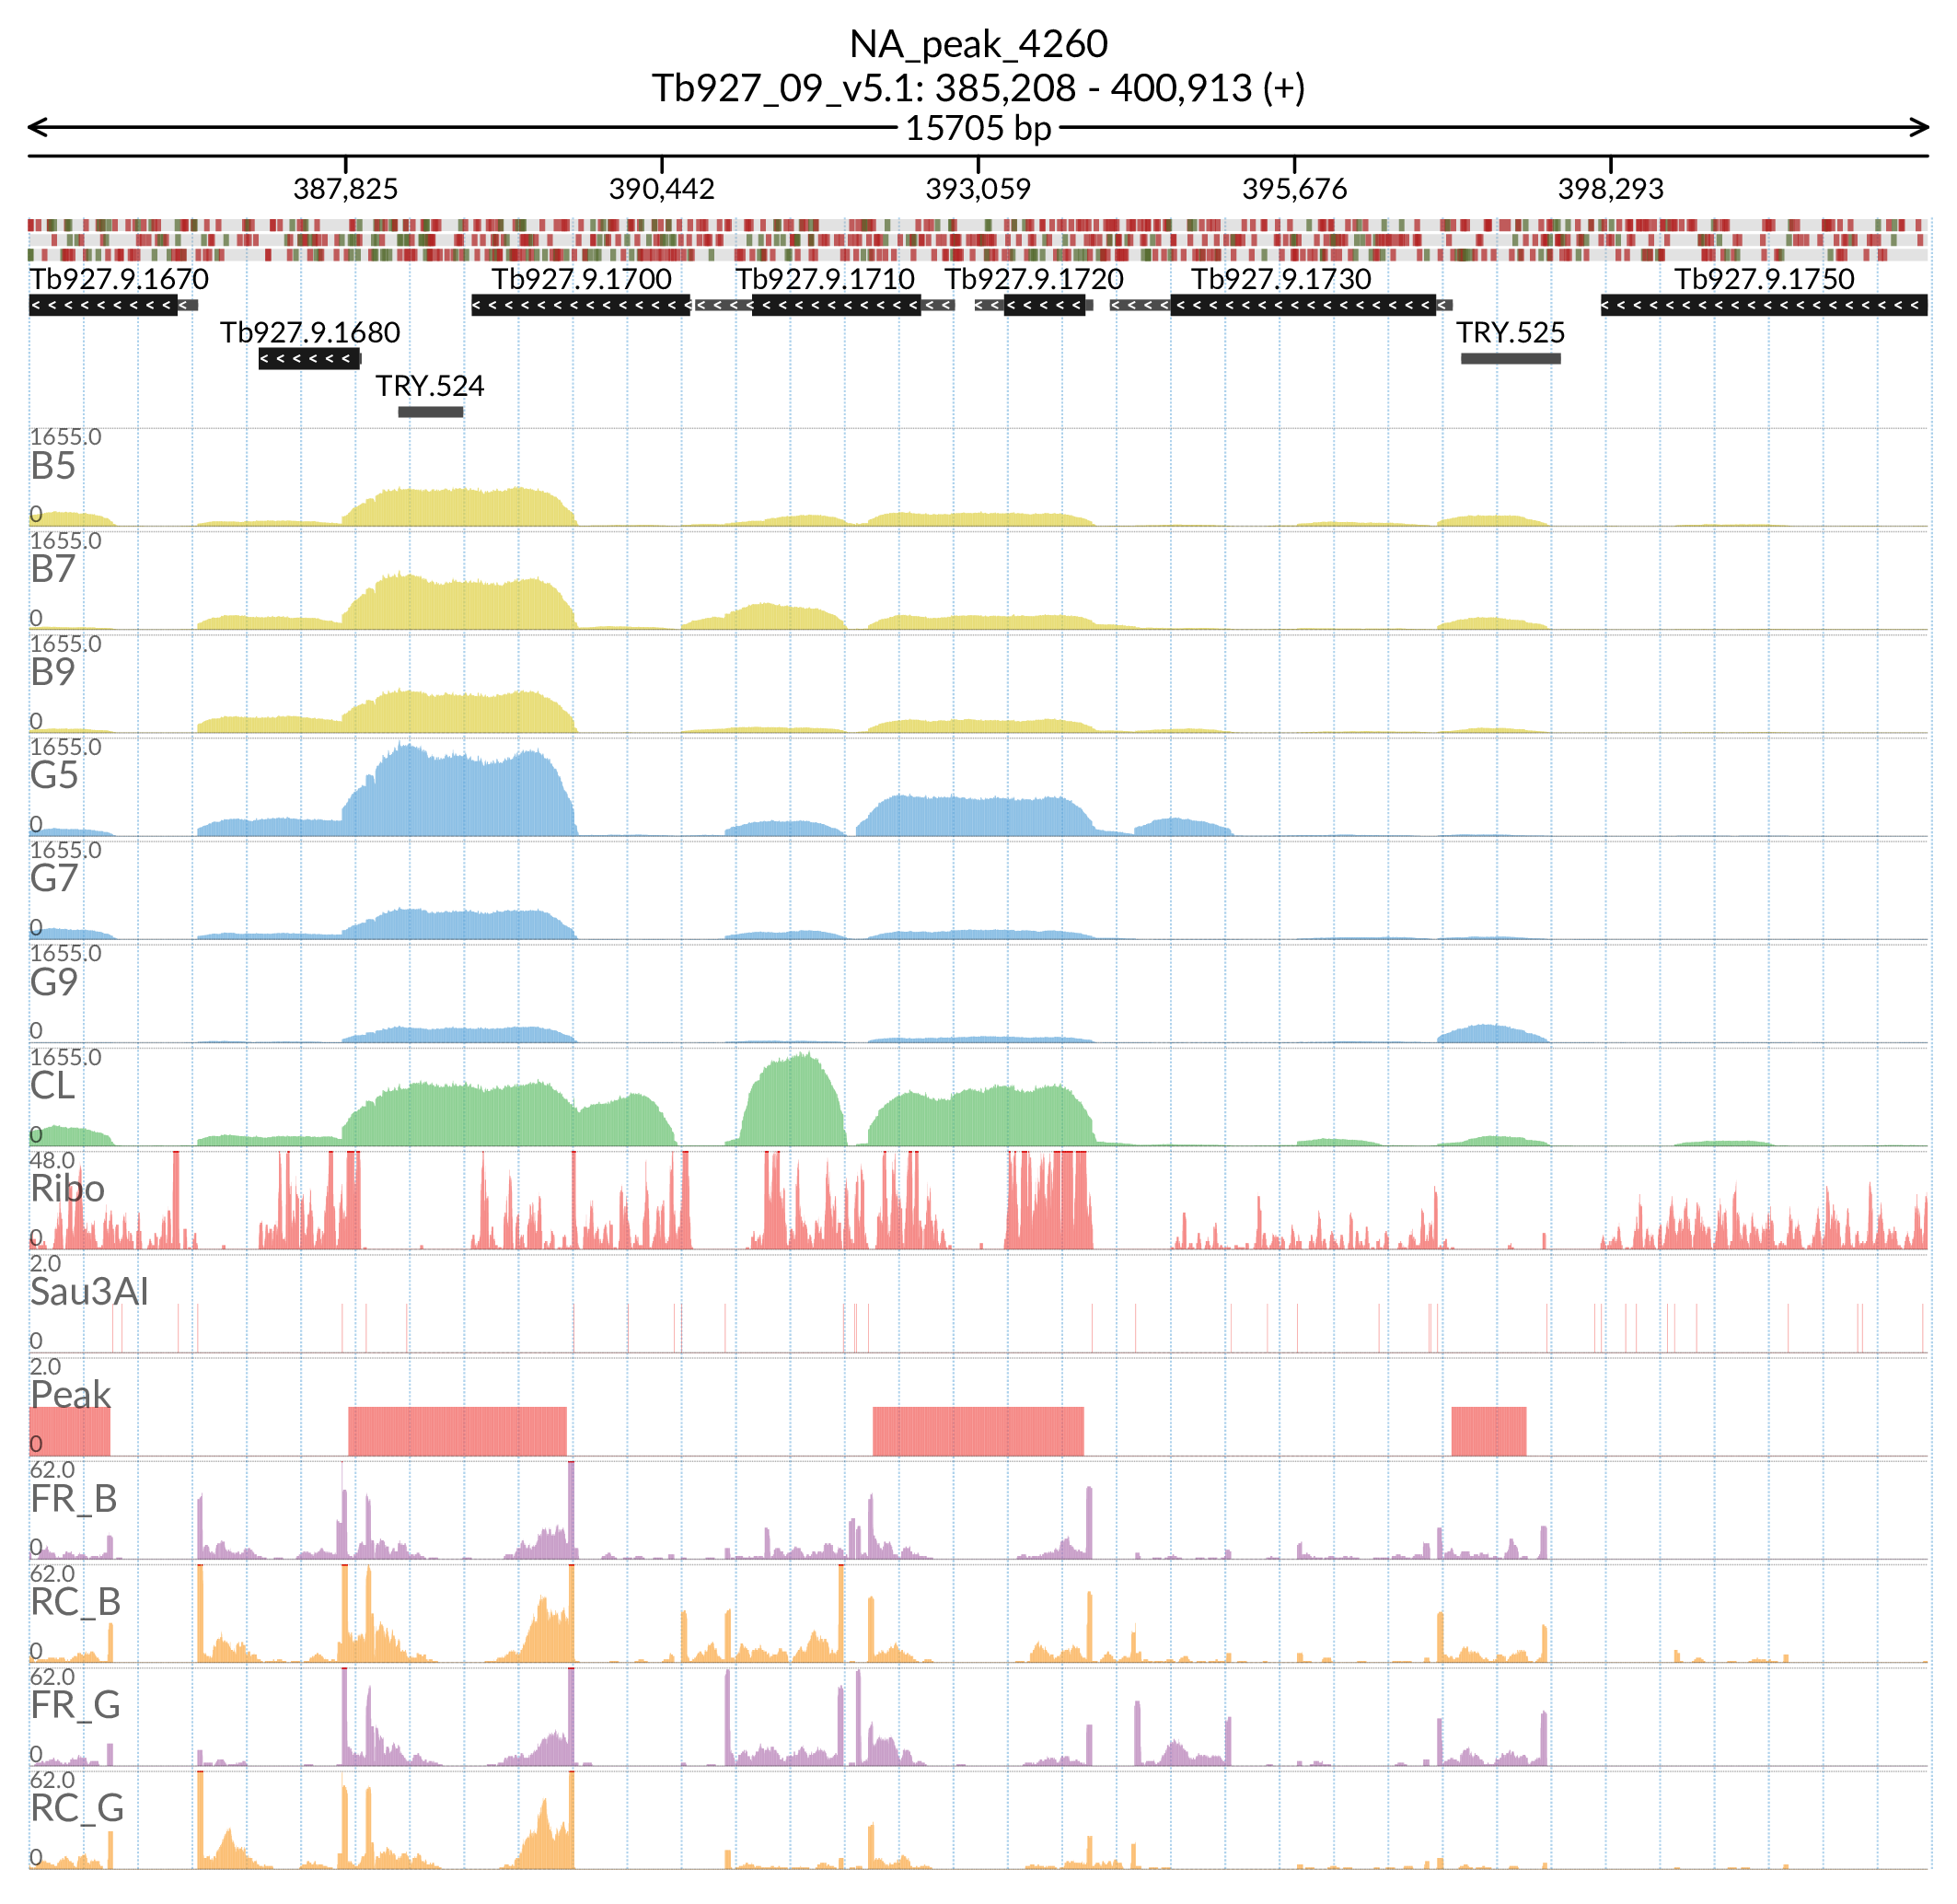 NA_peak_4260
Tb927_09_v5.1: 385,208 - 400,913 (+)
15705 bp
387,825 390,442 393,059 395,676 398,293
Tb927.9.1670 Tb927.9.1700 Tb927.9.1710 Tb927.9.1720 Tb927.9.1730 Tb927.9.1750
Tb927.9.1680 TRY.525
TRY.524
1655.0
B5
0
1655.0
B7
0
1655.0
B9
0
1655.0
G5
0
1655.0
G7
0
1655.0
G9
0
1655.0
CL
0
48.0
Ribo
0
2.0
Sau3AI
0
2.0
Peak
0
62.0
FR_B
0
62.0
RC_B
0
62.0
FR_G
0
62.0
RC_G
0